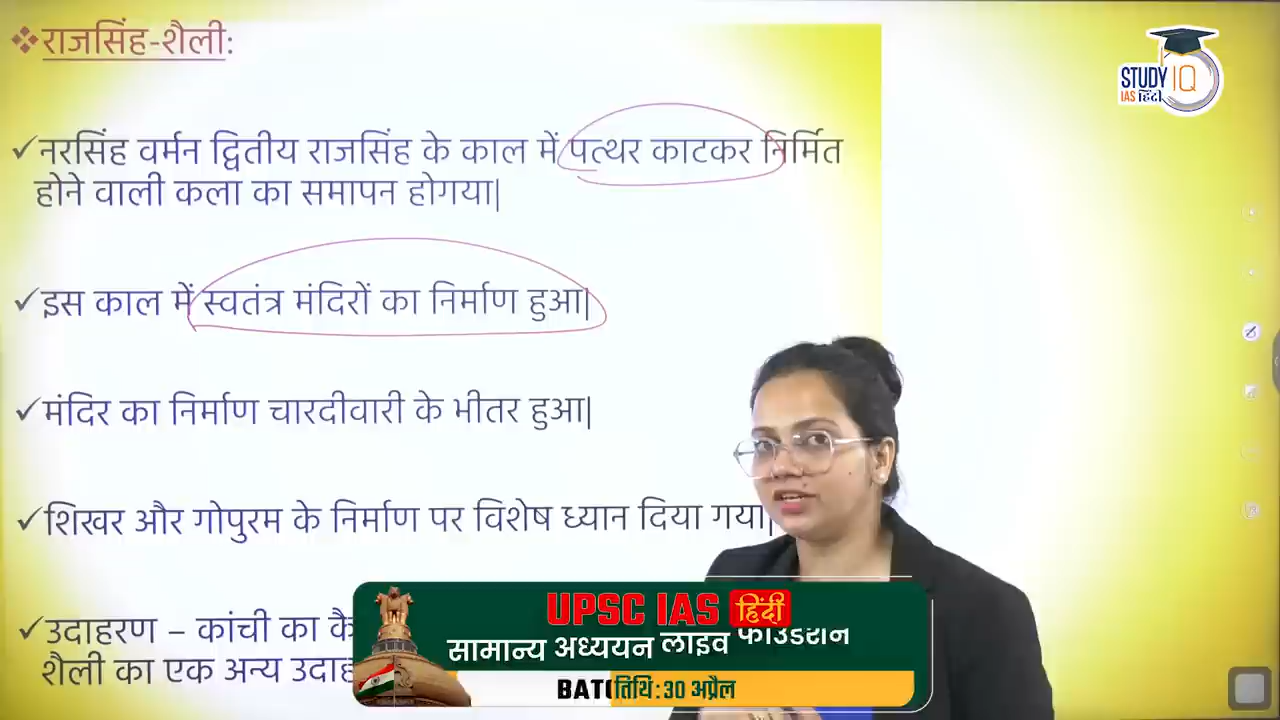 ❖राजसिंह-शैली:
STUDY IQ
IAS हिंदी
✓नरसिंह वर्मन द्वितीय राजसिंह के काल में पत्थर काटकर निर्मित
होने वाली कला का समापन होगया|
✓इस काल में स्वतंत्र मंदिरों का निर्माण हुआ|
✓मंदिर का निर्माण चारदीवारी के भीतर हुआ|
✓शिखर और गोपुरम के निर्माण पर विशेष ध्यान दिया गया|
✓उदाहरण – कांची का
शैली का एक अन्य
UPSC IAS हिंदी
सामान्य अध्ययन लाइव फाउंडेशन
तिथि: 30 अप्रैल